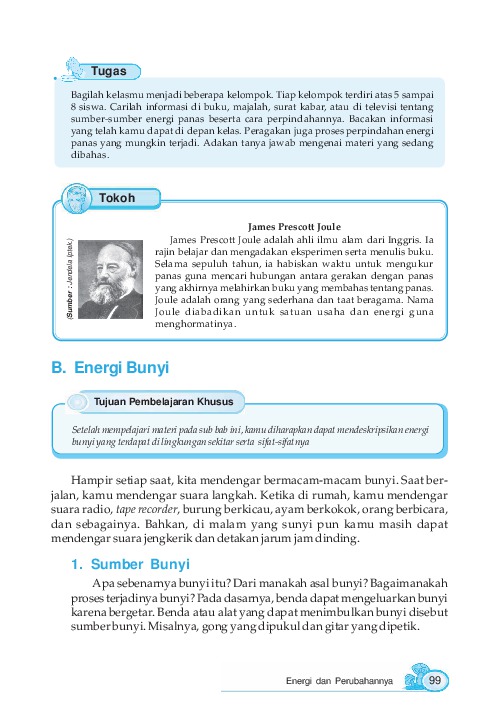 Tugas
Bagilah kelasmu menjadi beberapa kelompok. Tiap kelompok terdiri atas 5 sampai
8 siswa. Carilah informasi di buku, majalah, surat kabar, atau di televisi tentang
sumber-sumber energi panas beserta cara perpindahannya. Bacakan informasi
yang telah kamu dapat di depan kelas. Peragakan juga proses perpindahan energi
panas yang mungkin terjadi. Adakan tanya jawab mengenai materi yang sedang
dibahas.
Tokoh
(Sumber : Jendela Iptek.)
James Prescott Joule
James Prescott Joule adalah ahli ilmu alam dari Inggris. Ia
rajin belajar dan mengadakan eksperimen serta menulis buku.
Selama sepuluh tahun, ia habiskan waktu untuk mengukur
panas guna mencari hubungan antara gerakan dengan panas
yang akhirnya melahirkan buku yang membahas tentang panas.
Joule adalah orang yang sederhana dan taat beragama. Nama
Joule diabadikan untuk satuan usaha dan energi guna
menghormatinya.
B. Energi Bunyi
Tujuan Pembelajaran Khusus
Setelah mempelajari materi pada sub bab ini, kamu diharapkan dapat mendeskripsikan energi
bunyi yang terdapat di lingkungan sekitar serta sifat-sifatnya
Hampir setiap saat, kita mendengar bermacam-macam bunyi. Saat ber-
jalan, kamu mendengar suara langkah. Ketika di rumah, kamu mendengar
suara radio, tape recorder, burung berkicau, ayam berkokok, orang berbicara,
dan sebagainya. Bahkan, di malam yang sunyi pun kamu masih dapat
mendengar suara jengkerik dan detakan jarum jam dinding.
1. Sumber Bunyi
Apa sebenarnya bunyi itu? Dari manakah asal bunyi? Bagaimanakah
proses terjadinya bunyi? Pada dasarnya, benda dapat mengeluarkan bunyi
karena bergetar. Benda atau alat yang dapat menimbulkan bunyi disebut
sumber bunyi. Misalnya, gong yang dipukul dan gitar yang dipetik.
Energi dan Perubahannya
99